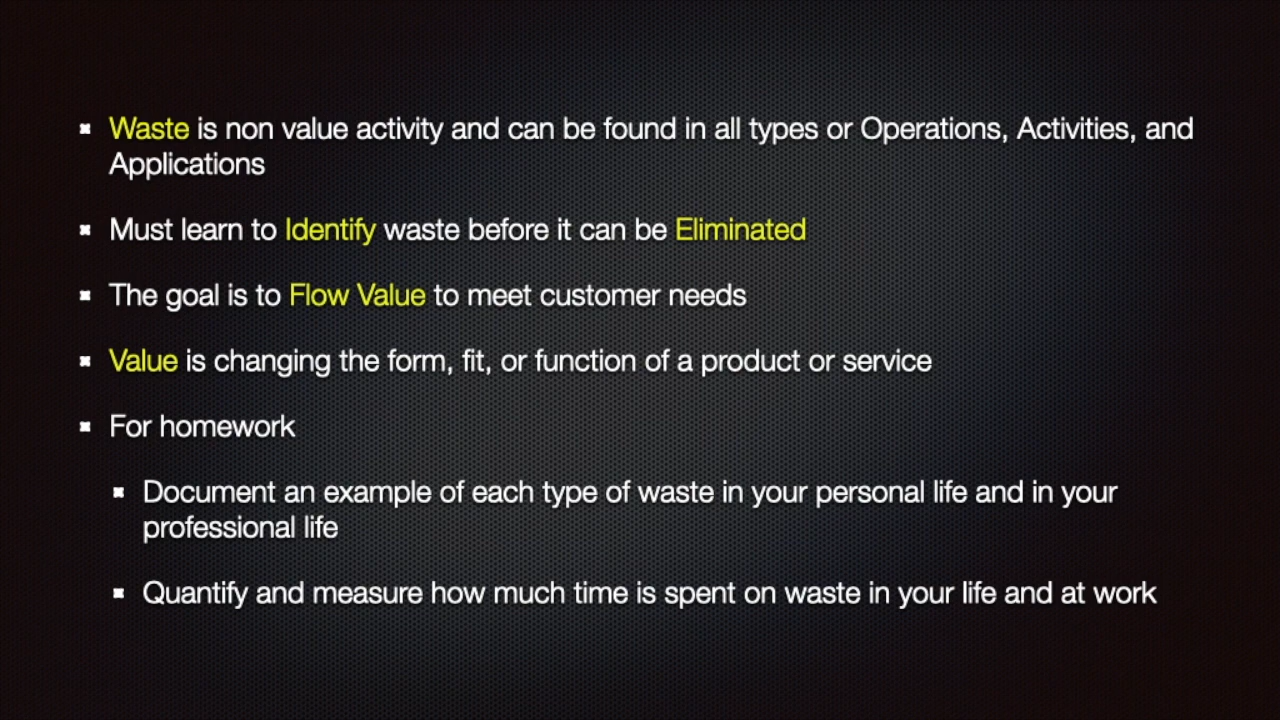 Waste is non value activity and can be found in all types or Operations, Activities, and
Applications
Must learn to Identify waste before it can be Eliminated
The goal is to Flow Value to meet customer needs
Value is changing the form, fit, or function of a product or service
For homework
Document an example of each type of waste in your personal life and in your
professional life
Quantify and measure how much time is spent on waste in your life and at work